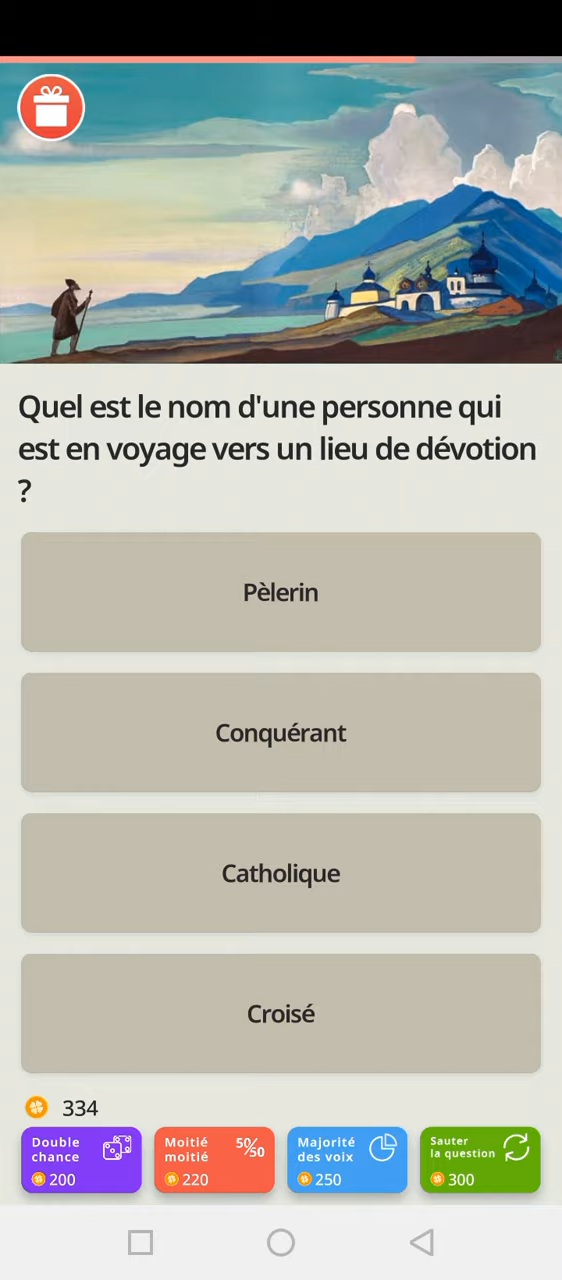 Quel est le nom d'une personne qui
est en voyage vers un lieu de dévotion
?
Pèlerin
Conquérant
Catholique
Croisé
334
Double
chance
200
Moitié
moitié
5%50
220
Majorité
des voix
250
Sauter
la question
300